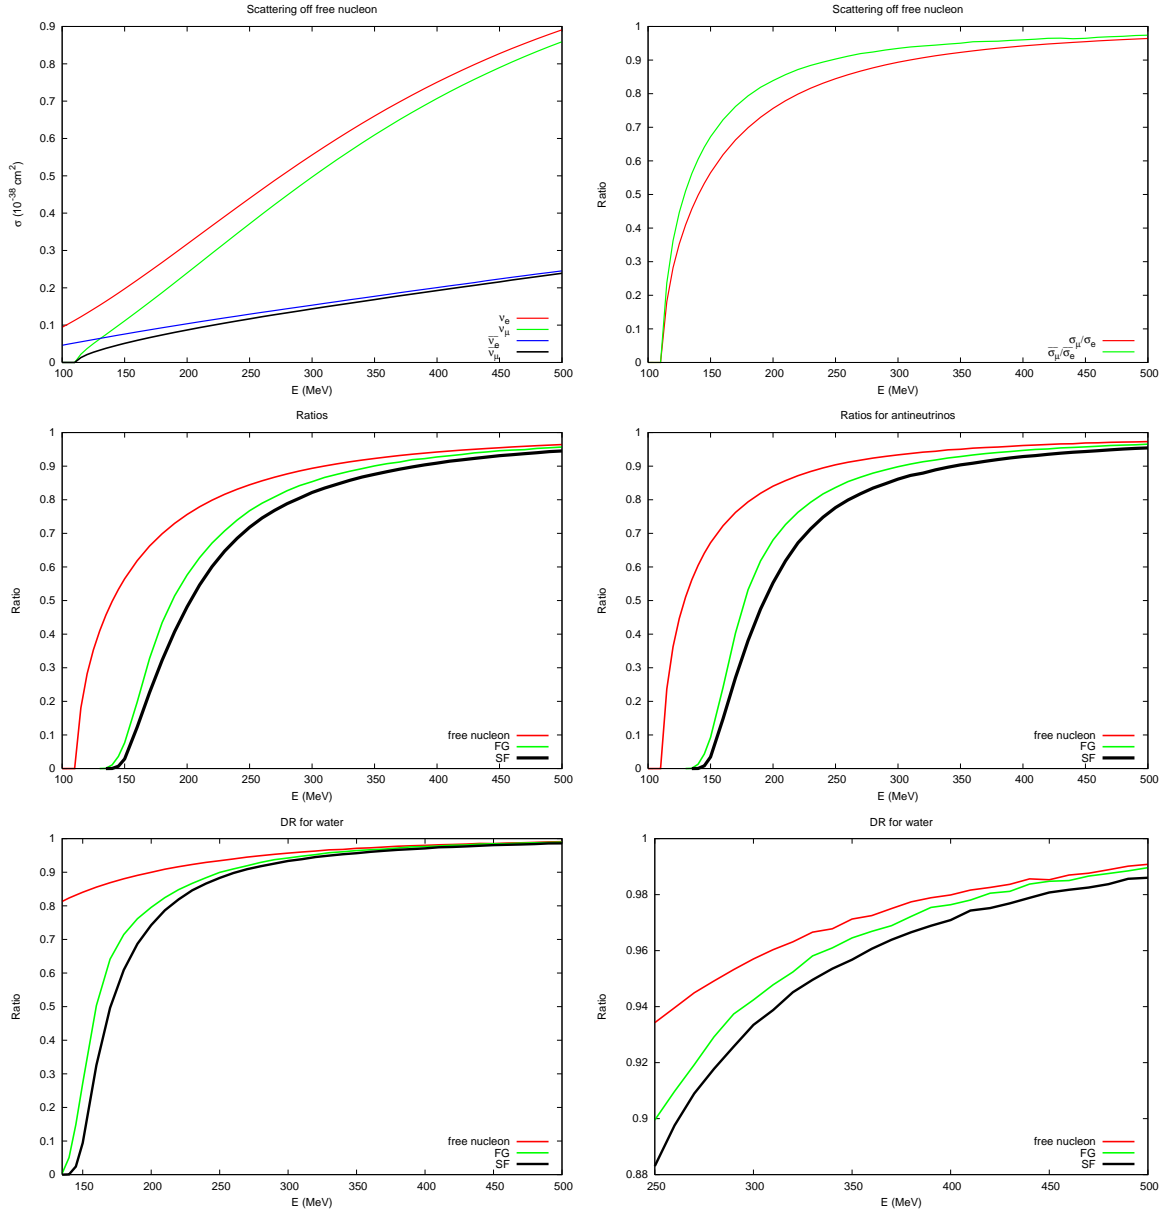 Scattering off free nucleon
0.9
0.8
0.7
0.6
0.5
0.4
0.3
0.2
0.1
0
σ (10⁻³⁸ cm²)
νₑ
ν_μ
ν̅ₑ
ν̅_μ
100 150 200 250 300 350 400 450 500
E (MeV)
Scattering off free nucleon
1
0.9
0.8
0.7
0.6
0.5
0.4
0.3
0.2
0.1
0
Ratio
σ_μ/σₑ
σ̅_μ/σ̅ₑ
100 150 200 250 300 350 400 450 500
E (MeV)
Ratios
1
0.9
0.8
0.7
0.6
0.5
0.4
0.3
0.2
0.1
0
Ratio
free nucleon
FG
SF
100 150 200 250 300 350 400 450 500
E (MeV)
Ratios for antineutrinos
1
0.9
0.8
0.7
0.6
0.5
0.4
0.3
0.2
0.1
0
Ratio
free nucleon
FG
SF
100 150 200 250 300 350 400 450 500
E (MeV)
DR for water
1
0.9
0.8
0.7
0.6
0.5
0.4
0.3
0.2
0.1
0
Ratio
free nucleon
FG
SF
150 200 250 300 350 400 450 500
E (MeV)
DR for water
1
0.98
0.96
0.94
0.92
0.9
0.88
Ratio
free nucleon
FG
SF
250 300 350 400 450 500
E (MeV)